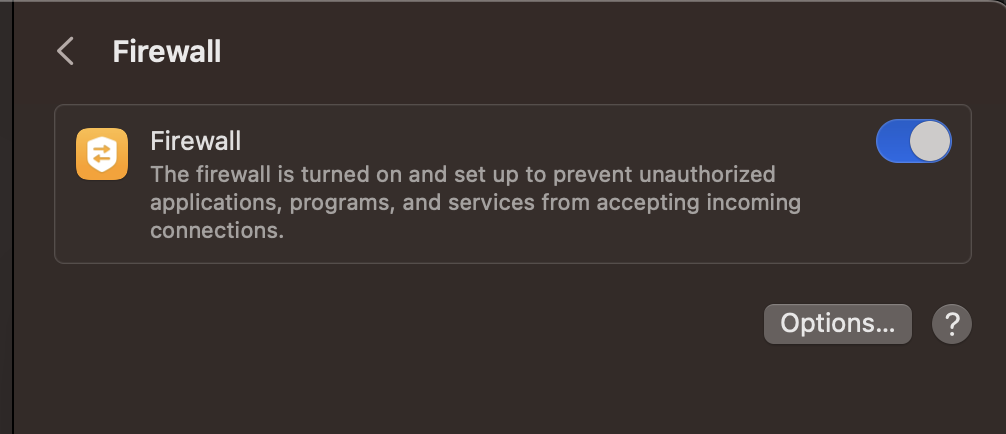 Firewall
Firewall
The firewall is turned on and set up to prevent unauthorized
applications, programs, and services from accepting incoming
connections.
Options...
?